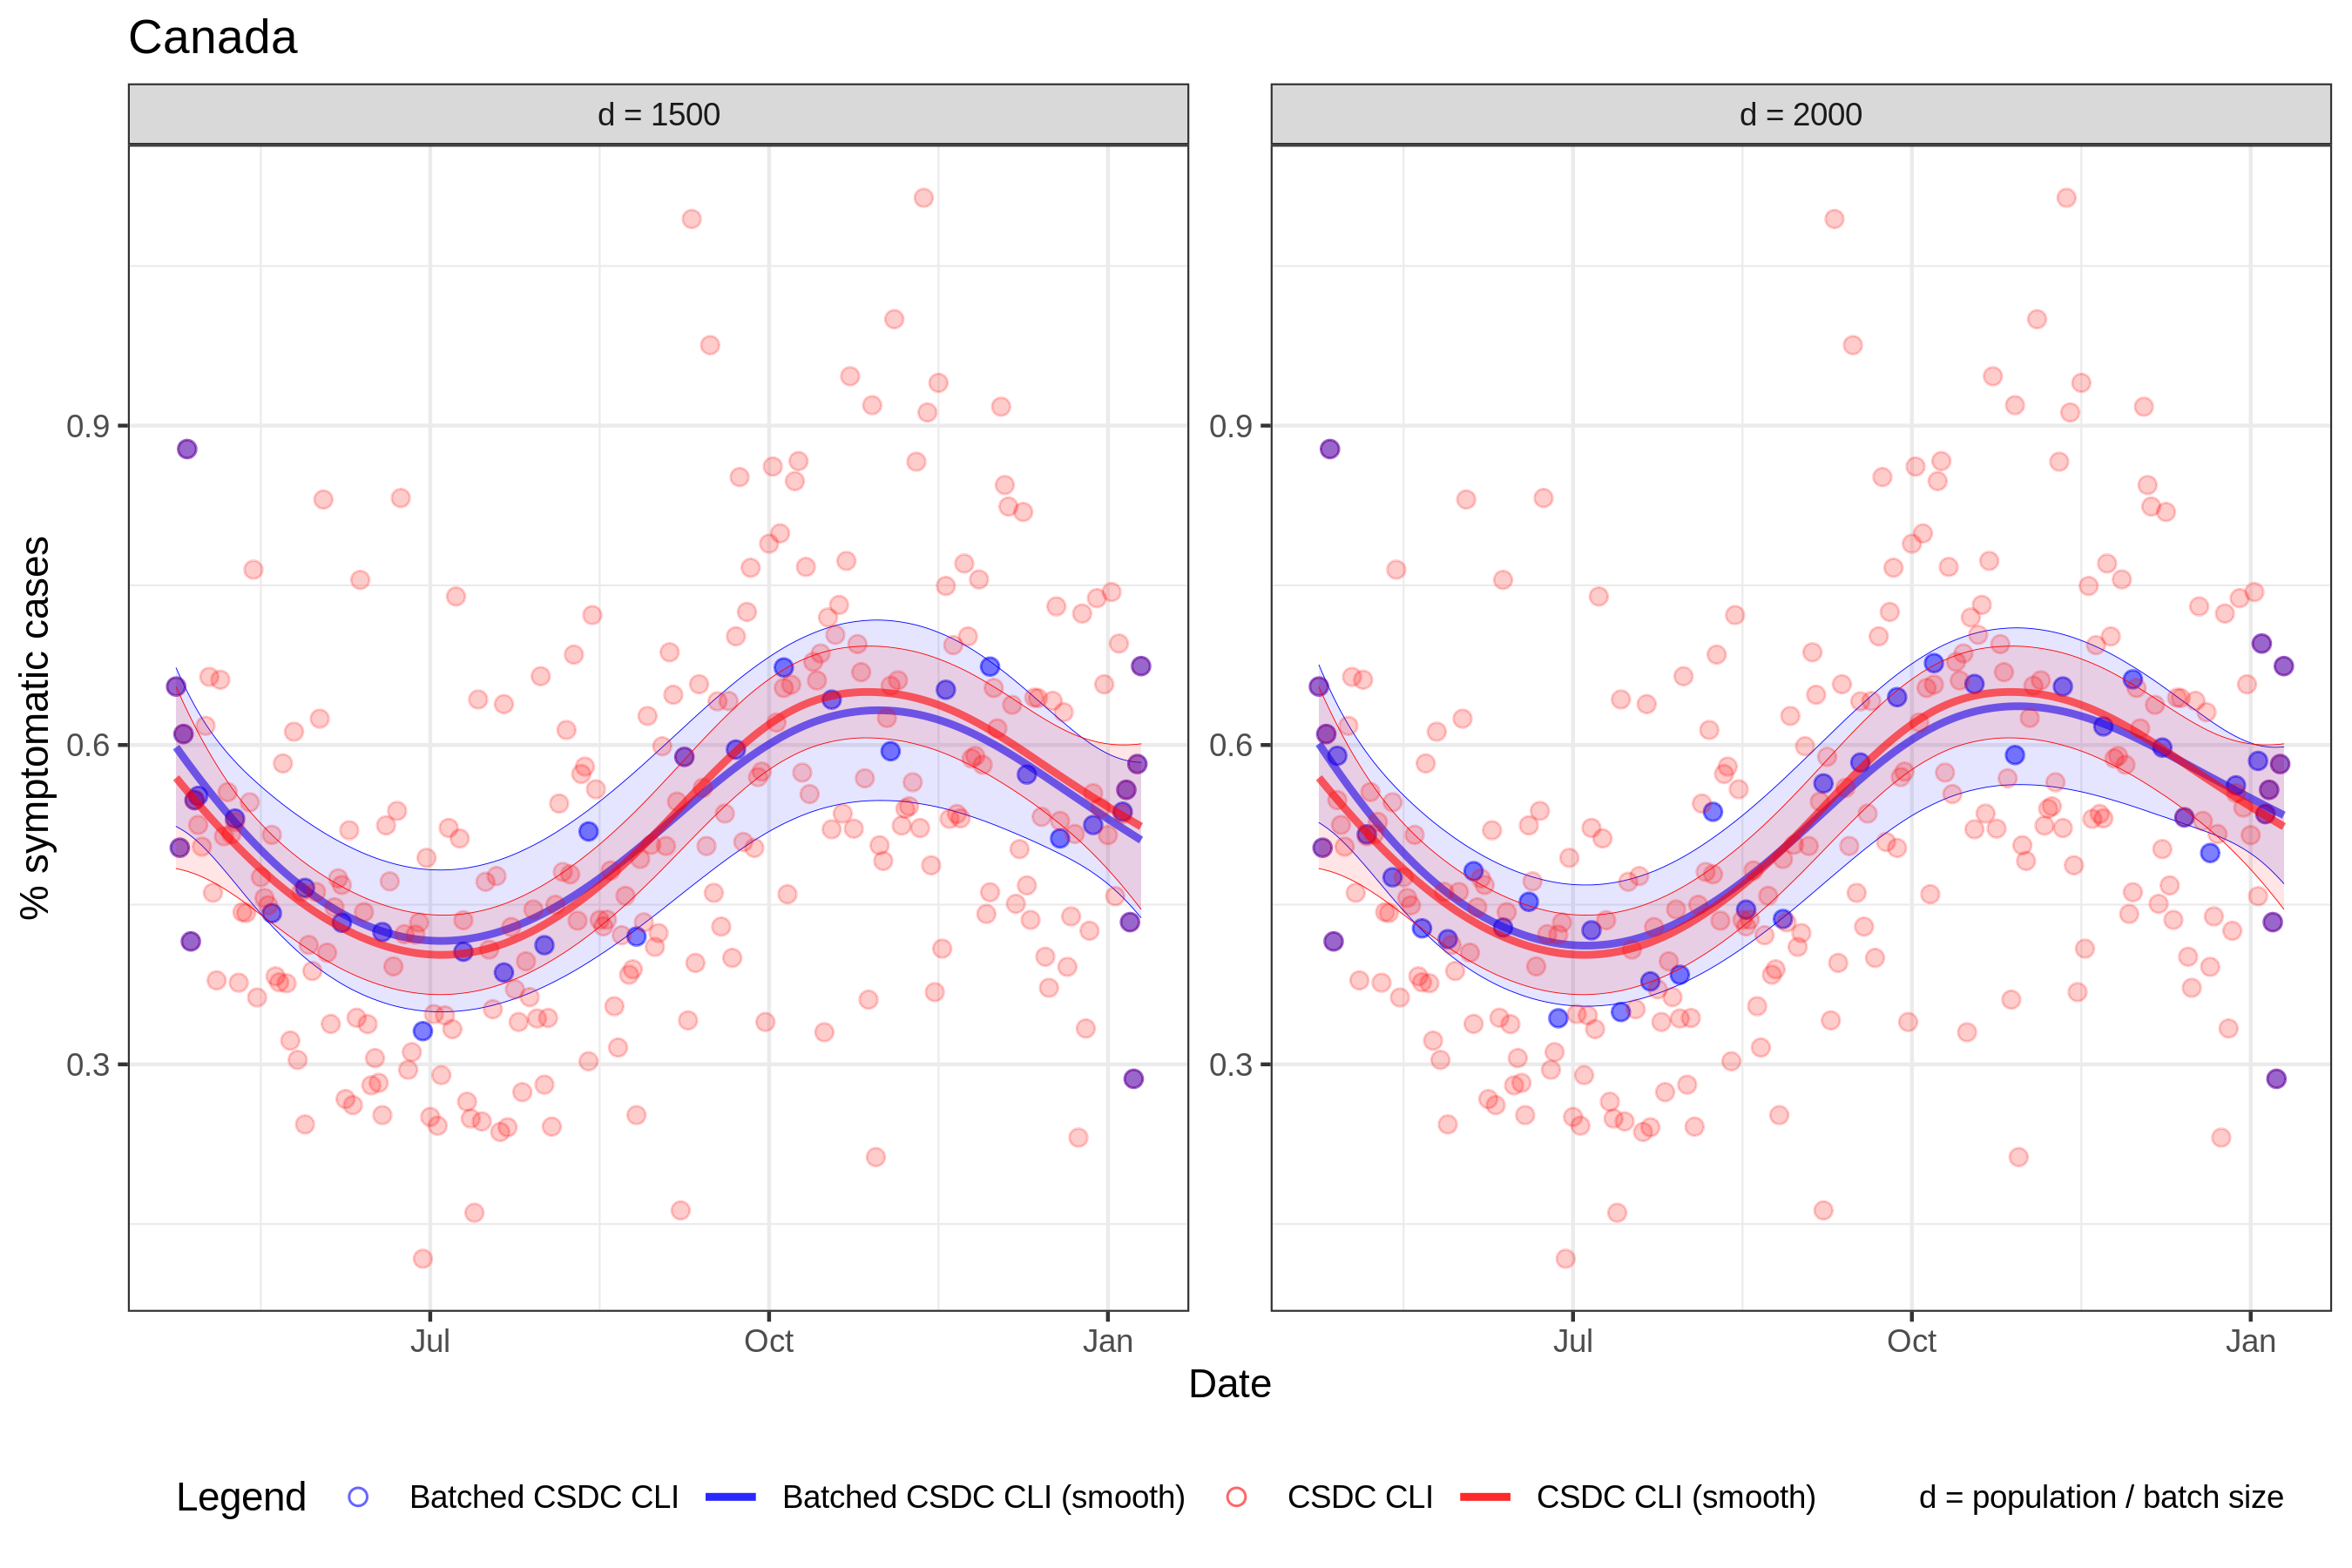 Canada
d = 1500
d = 2000
% symptomatic cases
0.9
0.6
0.3
0.9
0.6
0.3
Jul
Oct
Jan
Jul
Oct
Jan
Date
Legend
Batched CSDC CLI
Batched CSDC CLI (smooth)
CSDC CLI
CSDC CLI (smooth)
d = population / batch size